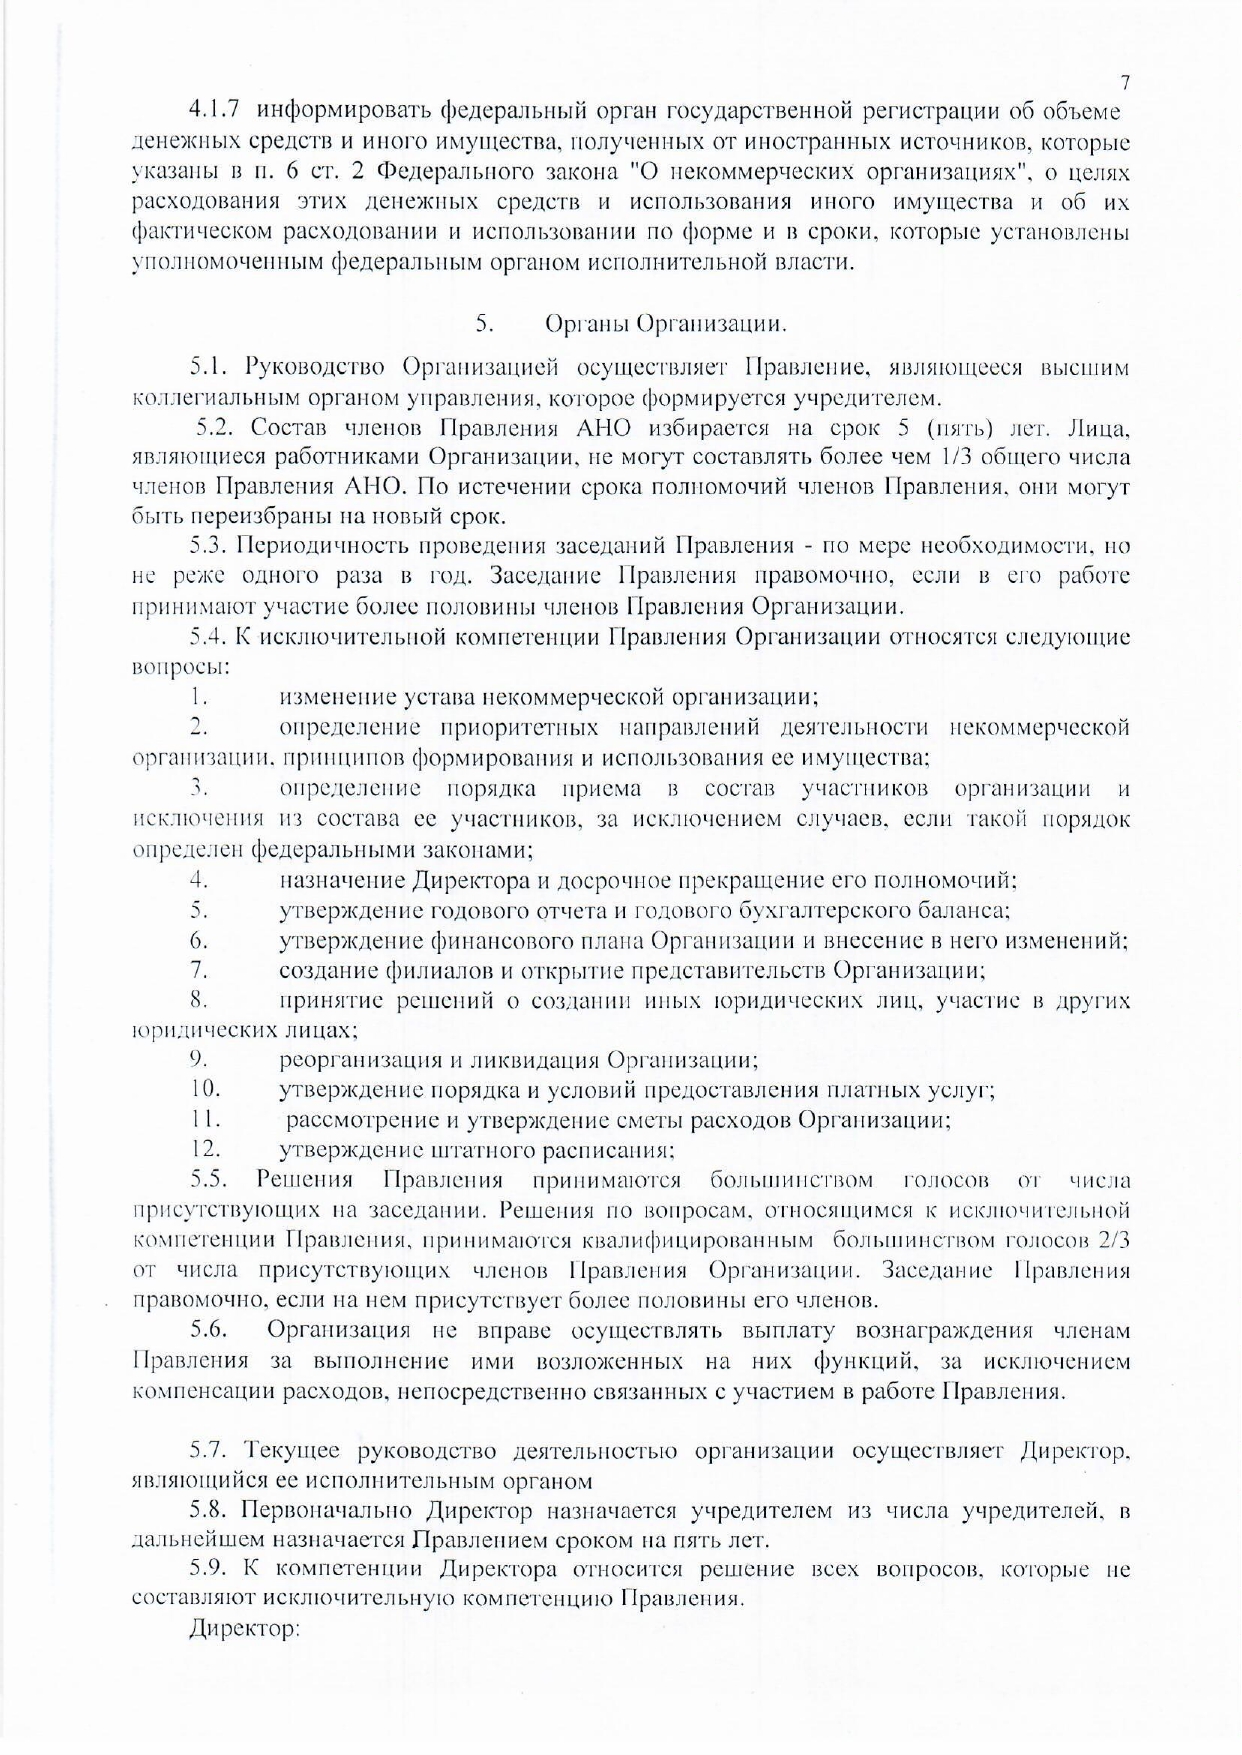 7
4.1.7 информировать федеральный орган государственной регистрации об объеме
денежных средств и иного имущества, полученных от иностранных источников, которые
указаны в п. 6 ст. 2 Федерального закона "О некоммерческих организациях", о целях
расходования этих денежных средств и использования иного имущества и об их
фактическом расходовании и использовании по форме и в сроки, которые установлены
уполномоченным федеральным органом исполнительной власти.
5. Органы Организации.
5.1. Руководство Организацией осуществляет Правление, являющееся высшим
коллегиальным органом управления, которое формируется учредителем.
5.2. Состав членов Правления АНО избирается на срок 5 (пять) лет. Лица,
являющиеся работниками Организации, не могут составлять более чем 1/3 общего числа
членов Правления АНО. По истечении срока полномочий членов Правления, они могут
быть переизбраны на новый срок.
5.3. Периодичность проведения заседаний Правления - по мере необходимости, но
не реже одного раза в год. Заседание Правления правомочно, если в его работе
принимают участие более половины членов Правления Организации.
5.4. К исключительной компетенции Правления Организации относятся следующие
вопросы:
1. изменение устава некоммерческой организации;
2. определение приоритетных направлений деятельности некоммерческой
организации, принципов формирования и использования ее имущества;
3. определение порядка приема в состав участников организации и
исключения из состава ее участников, за исключением случаев, если такой порядок
определен федеральными законами;
4. назначение Директора и досрочное прекращение его полномочий;
5. утверждение годового отчета и годового бухгалтерского баланса;
6. утверждение финансового плана Организации и внесение в него изменений;
7. создание филиалов и открытие представительств Организации;
8. принятие решений о создании иных юридических лиц, участие в других
юридических лицах;
9. реорганизация и ликвидация Организации;
10. утверждение порядка и условий предоставления платных услуг;
11. рассмотрение и утверждение сметы расходов Организации;
12. утверждение штатного расписания;
5.5. Решения Правления принимаются большинством голосов от числа
присутствующих на заседании. Решения по вопросам, относящимся к исключительной
компетенции Правления, принимаются квалифицированным большинством голосов 2/3
от числа присутствующих членов Правления Организации. Заседание Правления
правомочно, если на нем присутствует более половины его членов.
5.6. Организация не вправе осуществлять выплату вознаграждения членам
Правления за выполнение ими возложенных на них функций, за исключением
компенсации расходов, непосредственно связанных с участием в работе Правления.
5.7. Текущее руководство деятельностью организации осуществляет Директор,
являющийся ее исполнительным органом
5.8. Первоначально Директор назначается учредителем из числа учредителей, в
дальнейшем назначается Правлением сроком на пять лет.
5.9. К компетенции Директора относится решение всех вопросов, которые не
составляют исключительную компетенцию Правления.
Директор: